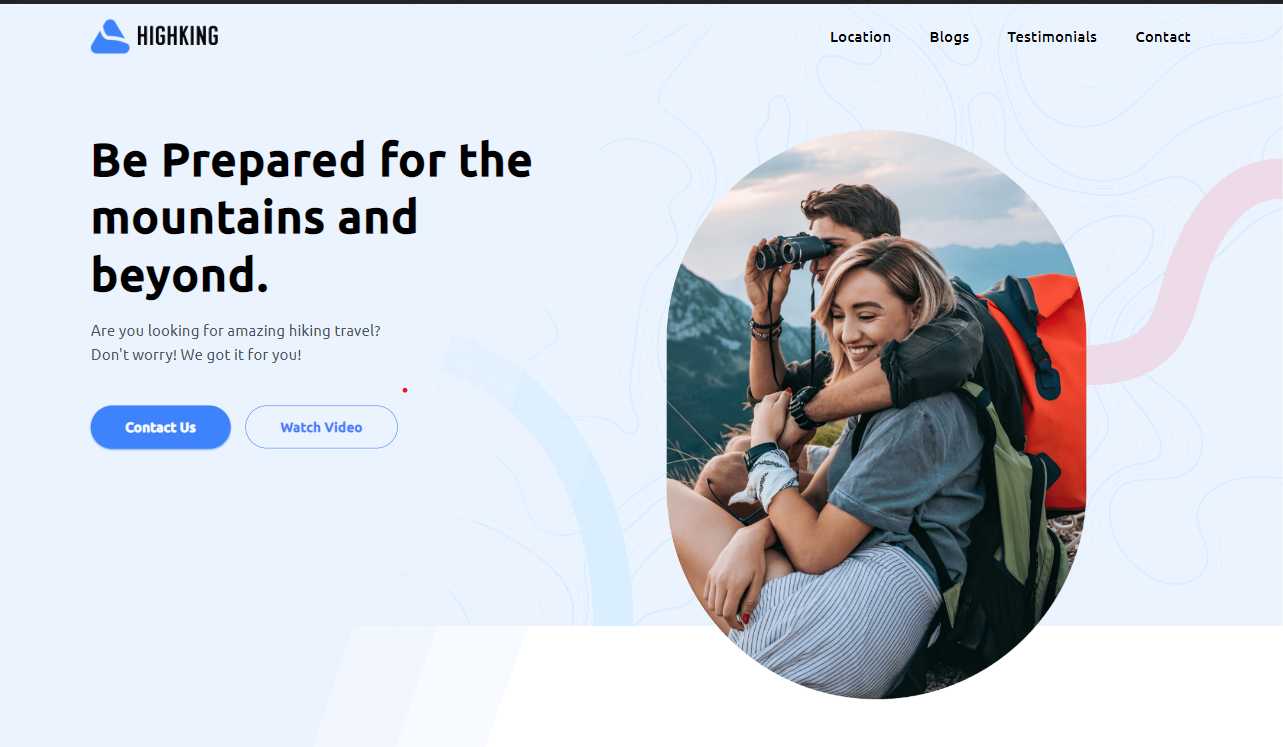 HIGHKING
Location Blogs Testimonials Contact
Be Prepared for the
mountains and
beyond.
Are you looking for amazing hiking travel?
Don't worry! We got it for you!
Contact Us Watch Video